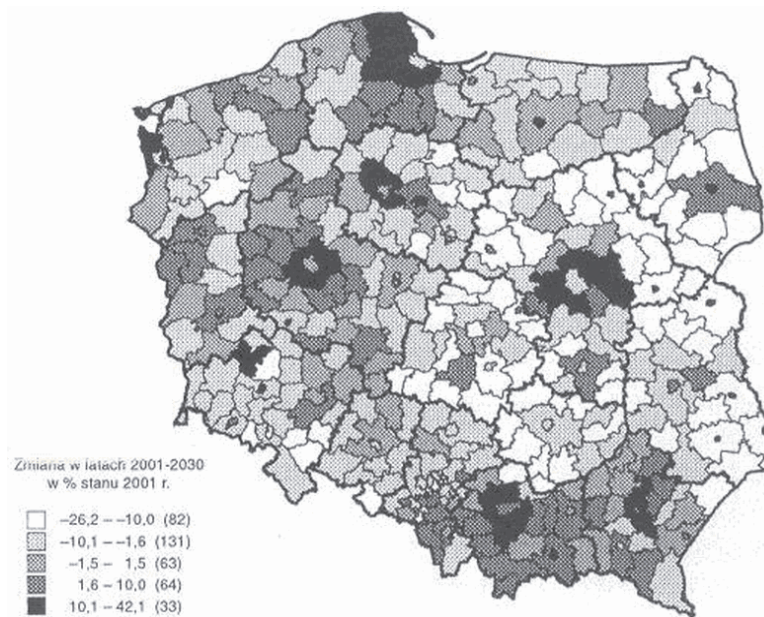 Zmiana w latach 2001-2030
w % stanu 2001 r.
–26,2 – –10,0 (82)
–10,1 – –1,6 (131)
–1,5 – 1,5 (63)
1,6 – 10,0 (64)
10,1 – 42,1 (33)